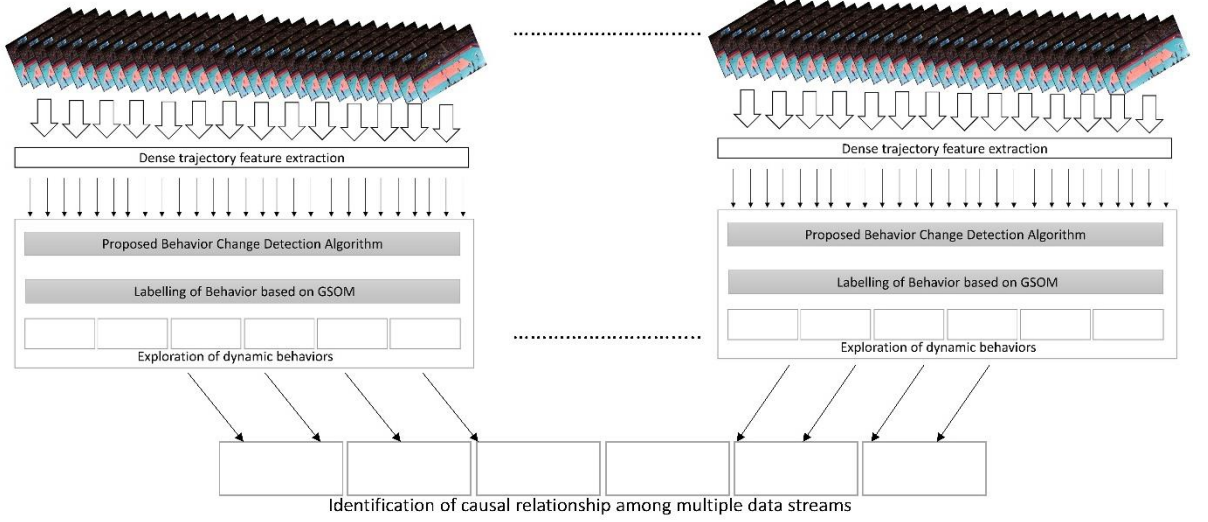 Dense trajectory feature extraction
Proposed Behavior Change Detection Algorithm
Labelling of Behavior based on GSOM
Exploration of dynamic behaviors
Dense trajectory feature extraction
Proposed Behavior Change Detection Algorithm
Labelling of Behavior based on GSOM
Exploration of dynamic behaviors
Identification of causal relationship among multiple data streams